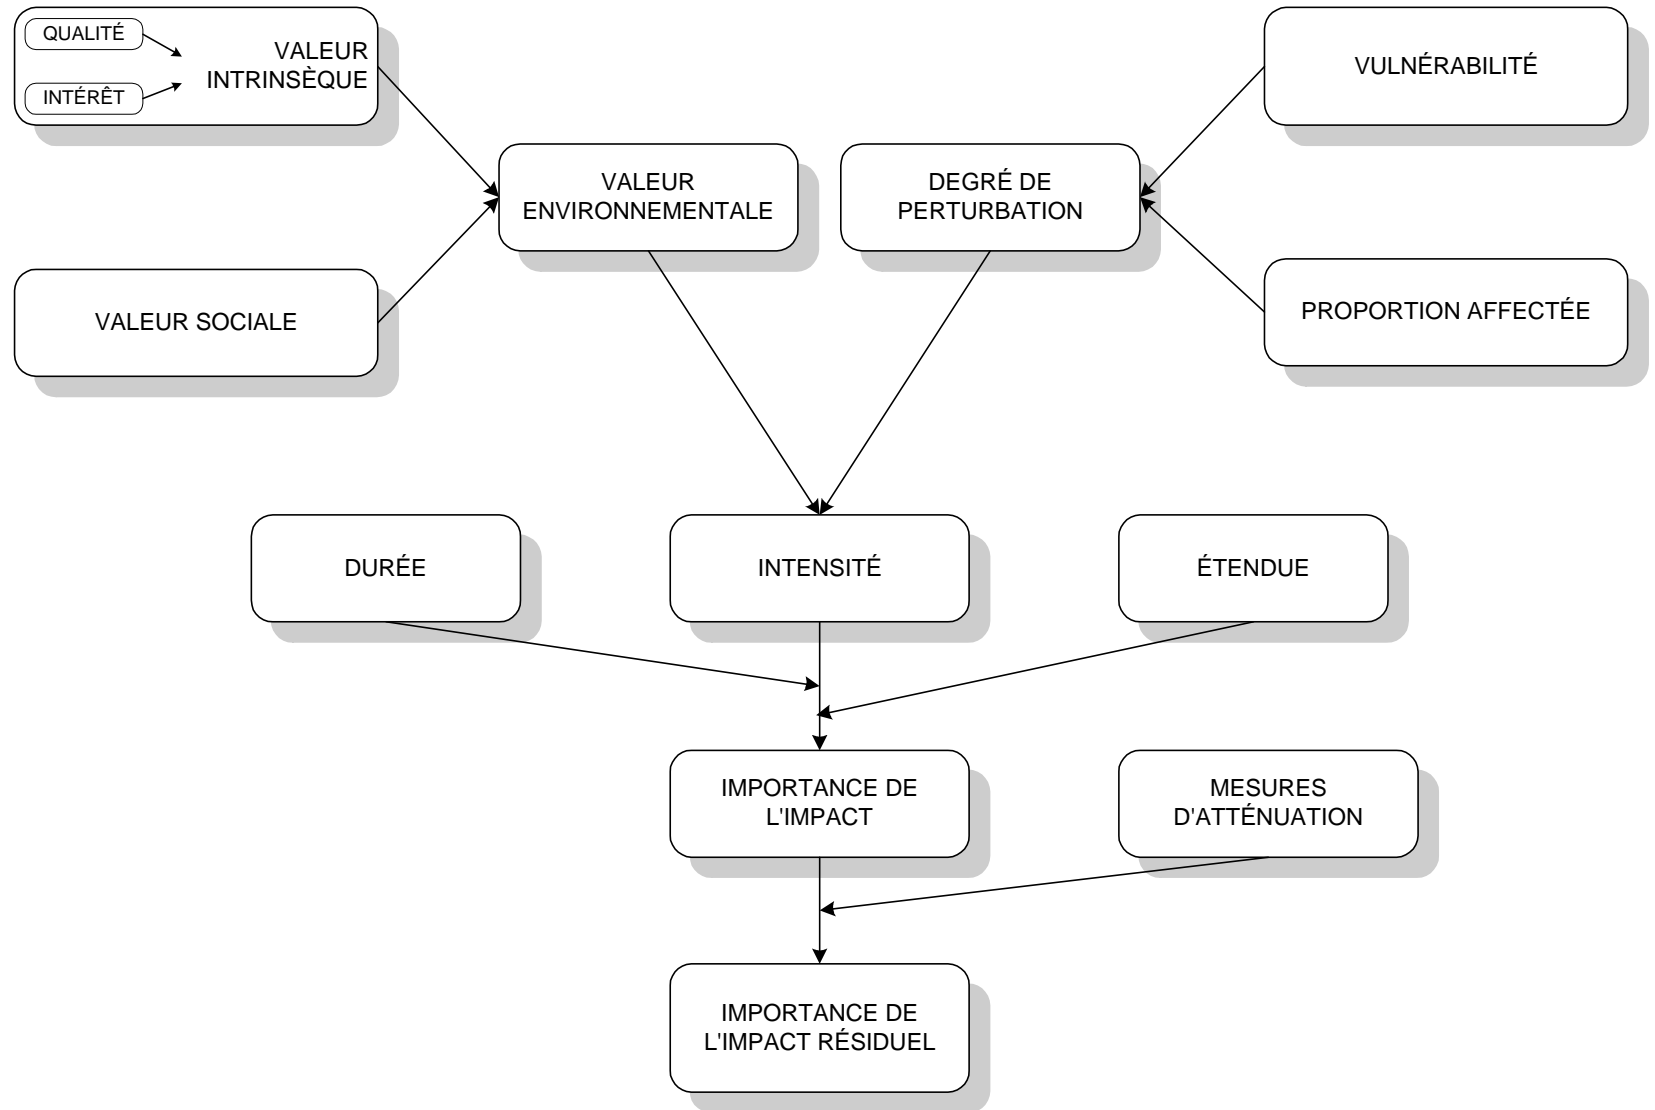 QUALITÉ
INTÉRÊT
VALEUR
INTRINSÈQUE
VULNÉRABILITÉ
VALEUR
ENVIRONNEMENTALE
DEGRÉ DE
PERTURBATION
VALEUR SOCIALE
PROPORTION AFFECTÉE
DURÉE
INTENSITÉ
ÉTENDUE
IMPORTANCE DE
L'IMPACT
MESURES
D'ATTÉNUATION
IMPORTANCE DE
L'IMPACT RÉSIDUEL